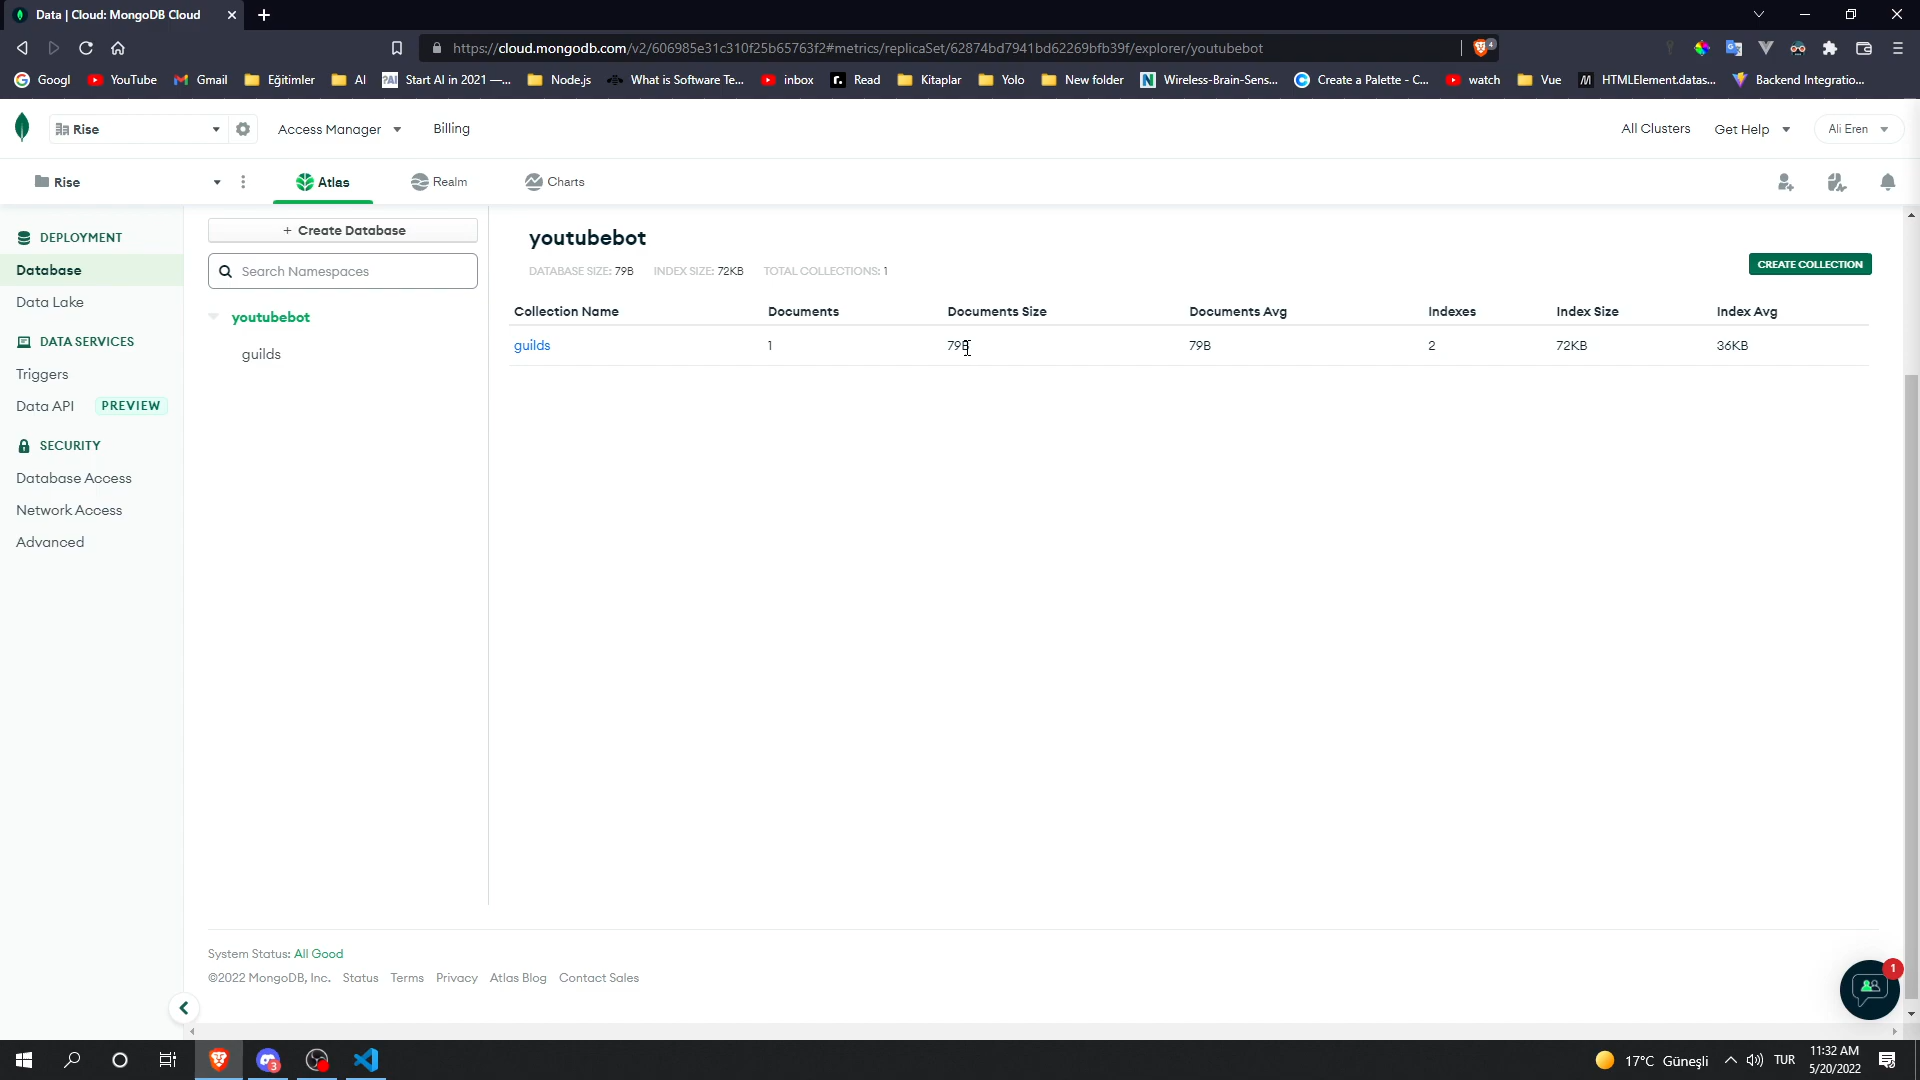 Data | Cloud: MongoDB Cloud
https://cloud.mongodb.com/v2/606985e31c310f25b65763f2#metrics/replicaSet/62874bd7941bd62269bfb39f/explorer/youtubebot
4
Googl YouTube Gmail Eğitimler AI Start AI in 2021 —... Node.js What is Software Te... inbox Read Kitaplar Yolo New folder Wireless-Brain-Sens... Create a Palette - C... watch Vue HTMLElement.datas... Backend Integratio...
Rise Access Manager Billing All Clusters Get Help Ali Eren
Rise Atlas Realm Charts
DEPLOYMENT
Database
Data Lake
DATA SERVICES
Triggers
Data API PREVIEW
SECURITY
Database Access
Network Access
Advanced
+ Create Database
Search Namespaces
youtubebot
guilds
youtubebot
DATABASE SIZE: 79B INDEX SIZE: 72KB TOTAL COLLECTIONS: 1
CREATE COLLECTION
Collection Name Documents Documents Size Documents Avg Indexes Index Size Index Avg
guilds 1 79B 79B 2 72KB 36KB
System Status: All Good
©2022 MongoDB, Inc. Status Terms Privacy Atlas Blog Contact Sales
1
3
17°C Güneşli TUR 11:32 AM
5/20/2022